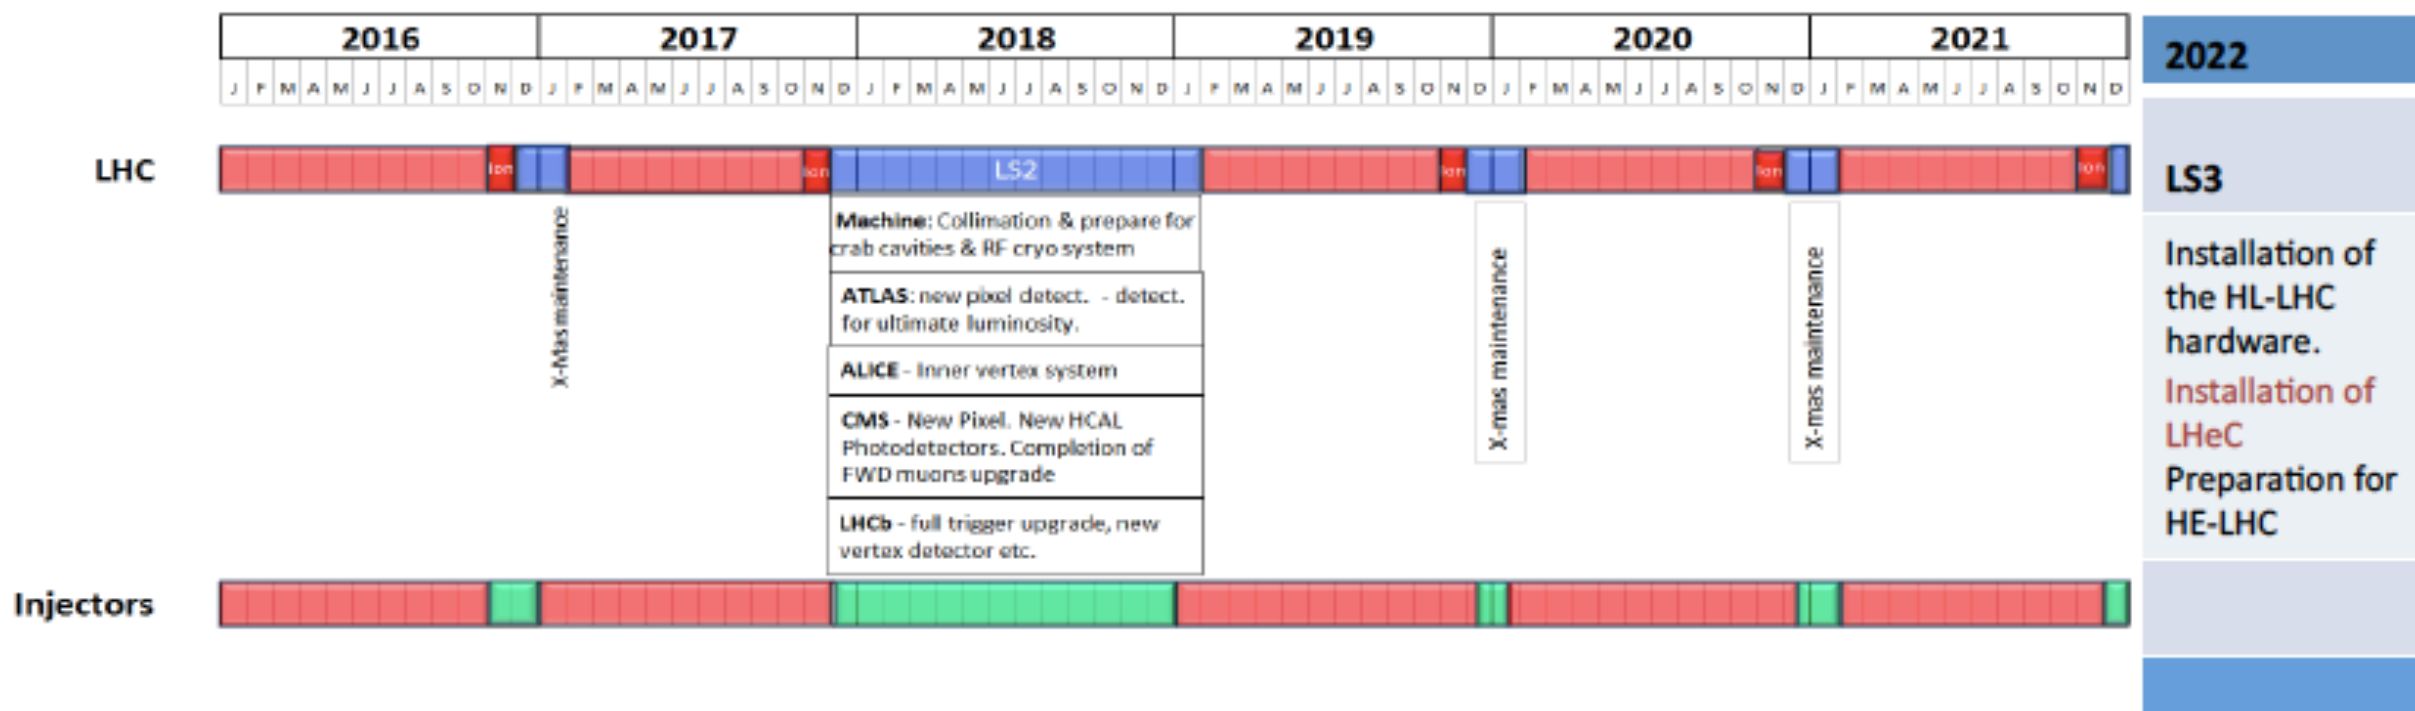 2016 2017 2018 2019 2020 2021 2022
J F M A M J J A S O N D J F M A M J J A S O N D J F M A M J J A S O N D J F M A M J J A S O N D J F M A M J J A S O N D J F M A M J J A S O N D
LHC
Ion Ion LS2 Ion Ion Ion
LS3
X-Mas maintenance
Machine: Collimation & prepare for
crab cavities & RF cryo system
ATLAS: new pixel detect. - detect.
for ultimate luminosity.
ALICE - Inner vertex system
CMS - New Pixel. New HCAL
Photodetectors. Completion of
FWD muons upgrade
LHCb - full trigger upgrade, new
vertex detector etc.
X-mas maintenance
X-mas maintenance
Installation of
the HL-LHC
hardware.
Installation of
LHeC
Preparation for
HE-LHC
Injectors